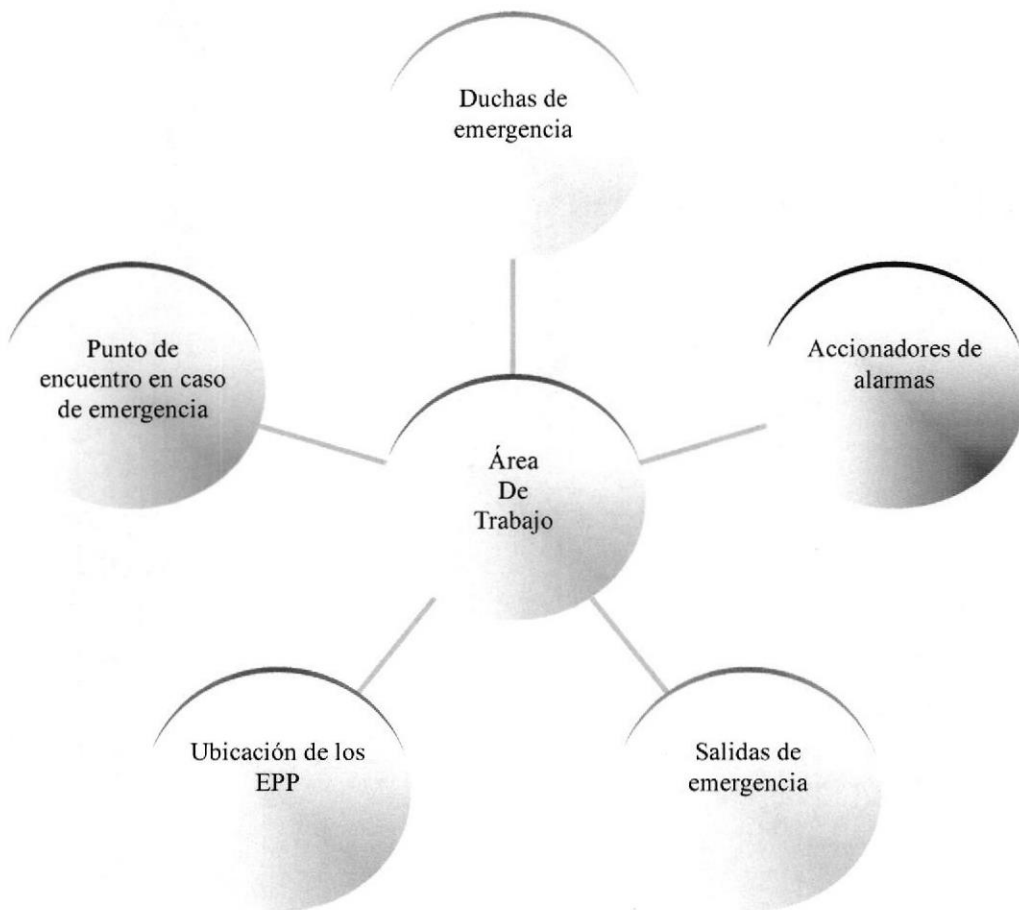 Duchas de
emergencia
Punto de
encuentro en caso
de emergencia
Accionadores de
alarmas
Área
De
Trabajo
Ubicación de los
EPP
Salidas de
emergencia